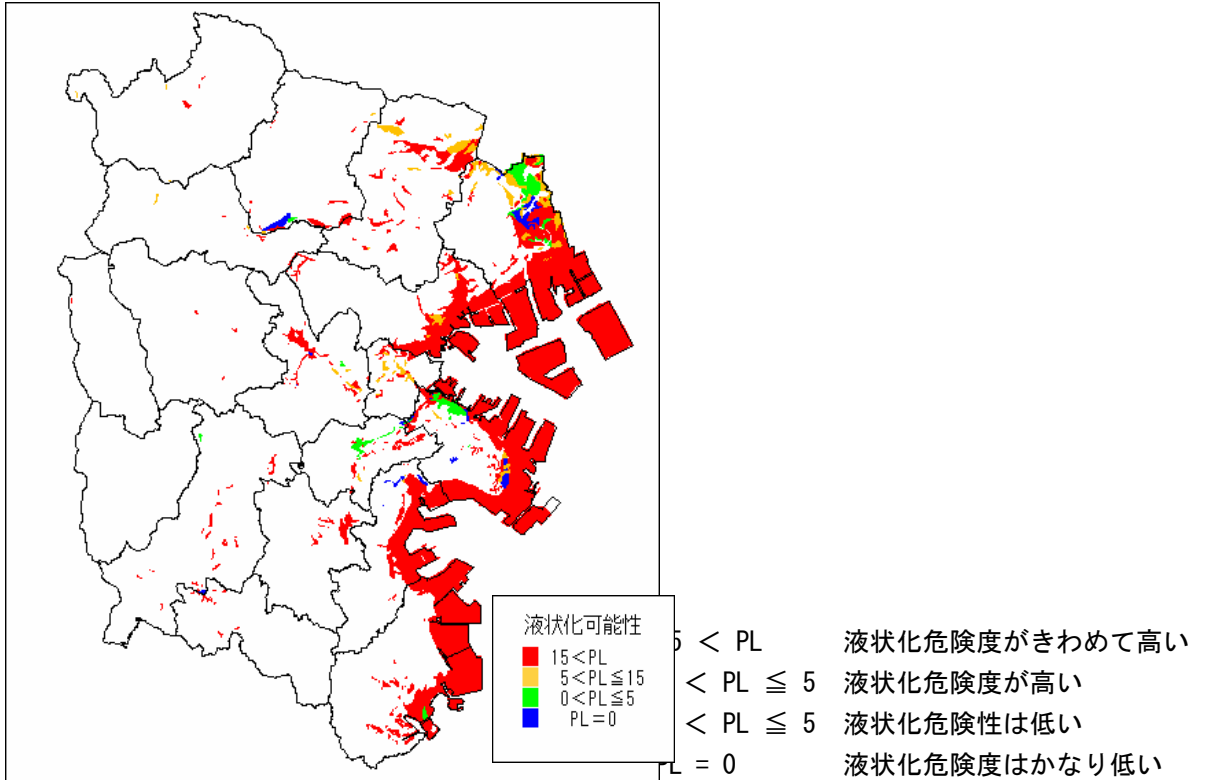 液状化可能性
15<PL
5<PL≦15
0<PL≦5
PL=0
5 < PL 液状化危険度がきわめて高い
< PL ≦ 5 液状化危険度が高い
< PL ≦ 5 液状化危険性は低い
L = 0 液状化危険度はかなり低い